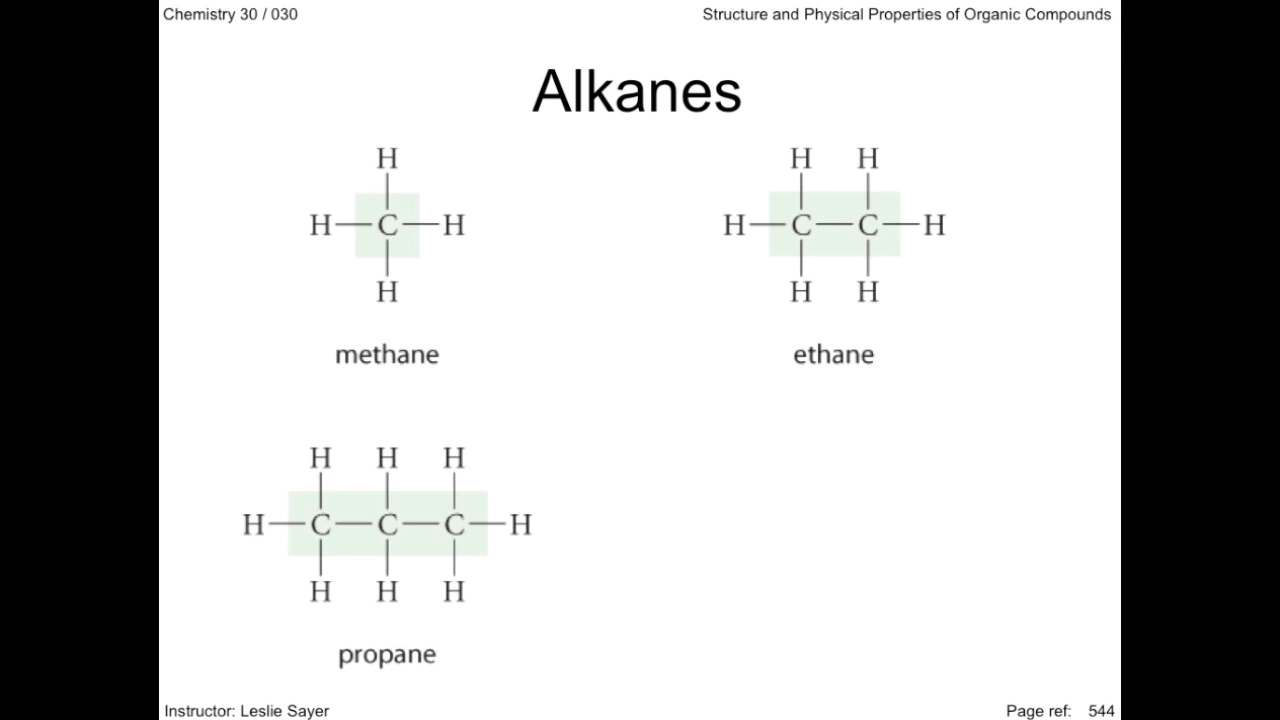 Chemistry 30 / 030
Structure and Physical Properties of Organic Compounds
Alkanes
H
H—C—H
H
methane
H H
H—C—C—H
H H
ethane
H H H
H—C—C—C—H
H H H
propane
Instructor: Leslie Sayer
Page ref: 544